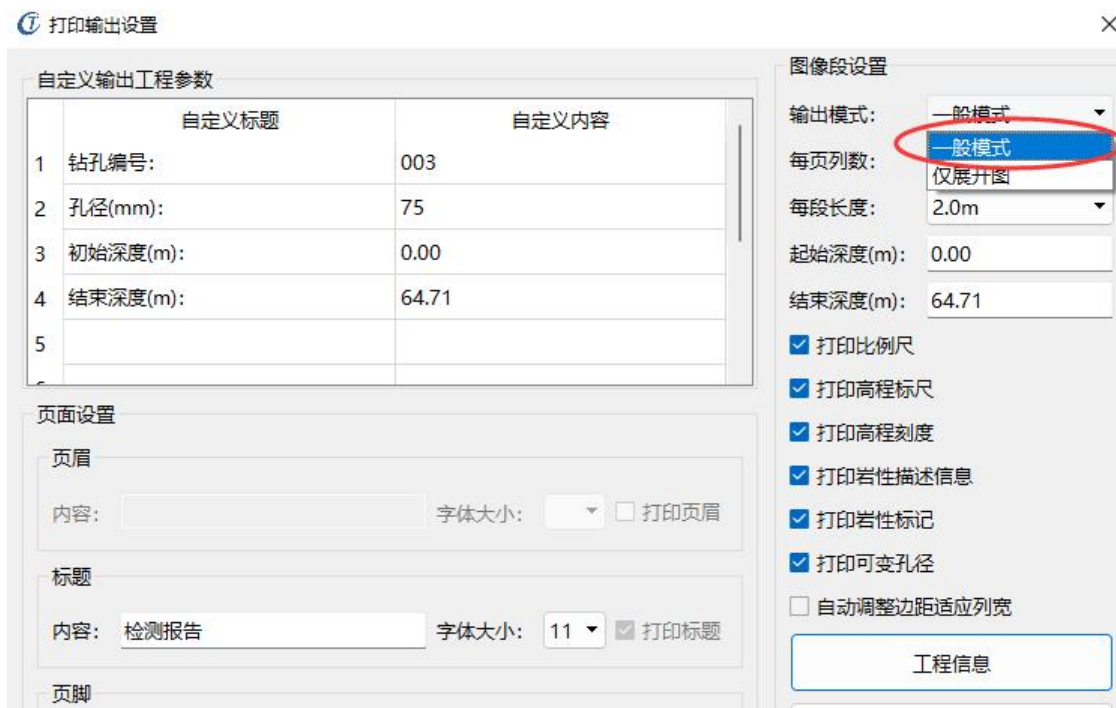 打印输出设置
自定义输出工程参数
自定义标题 自定义内容
1 钻孔编号: 003
2 孔径(mm): 75
3 初始深度(m): 0.00
4 结束深度(m): 64.71
5
页面设置
页眉
内容: 字体大小: 打印页眉
标题
内容: 检测报告 字体大小: 11 打印标题
页脚
图像段设置
输出模式: 一般模式
一般模式
仅展开图
每页列数:
每段长度: 2.0m
起始深度(m): 0.00
结束深度(m): 64.71
打印比例尺
打印高程标尺
打印高程刻度
打印岩性描述信息
打印岩性标记
打印可变孔径
自动调整边距适应列宽
工程信息